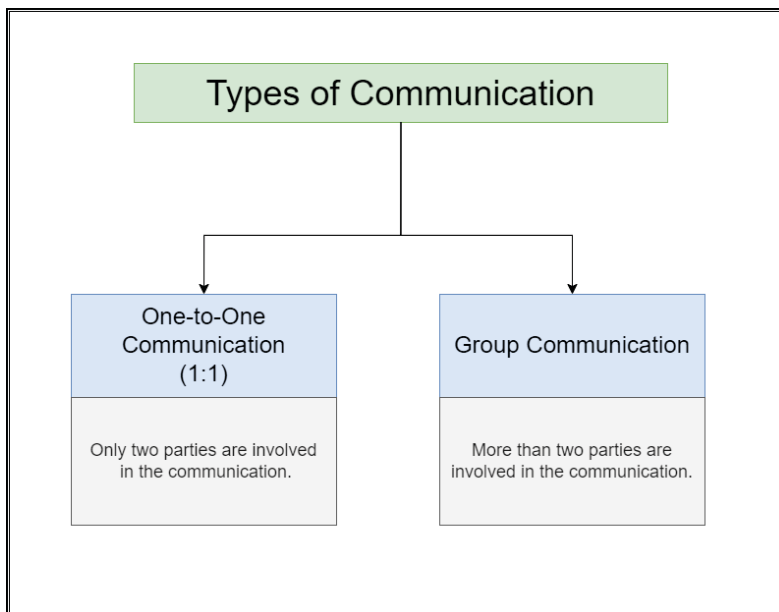 Types of Communication
One-to-One
Communication
(1:1)
Only two parties are involved
in the communication.
Group Communication
More than two parties are
involved in the communication.